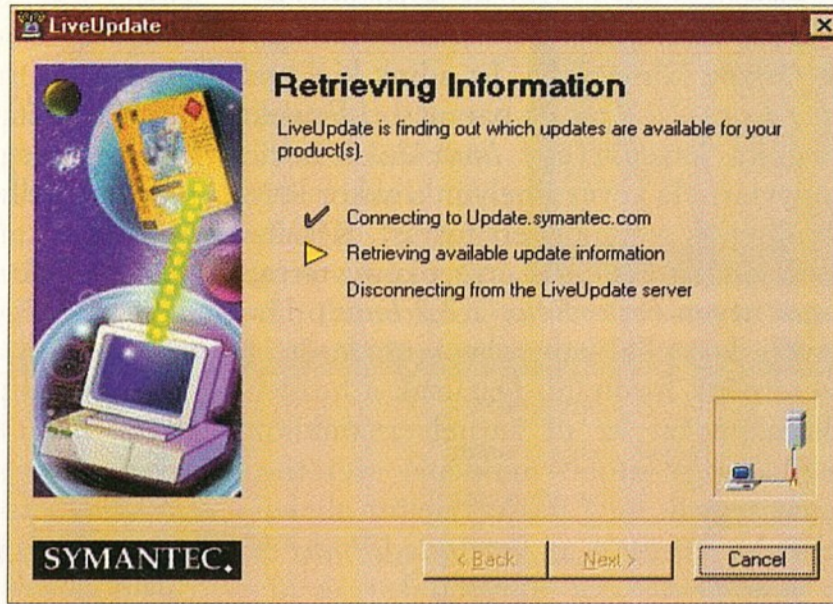 LiveUpdate
Retrieving Information
LiveUpdate is finding out which updates are available for your
product(s).
Connecting to Update.symantec.com
Retrieving available update information
Disconnecting from the LiveUpdate server
SYMANTEC.
< Back
Next >
Cancel